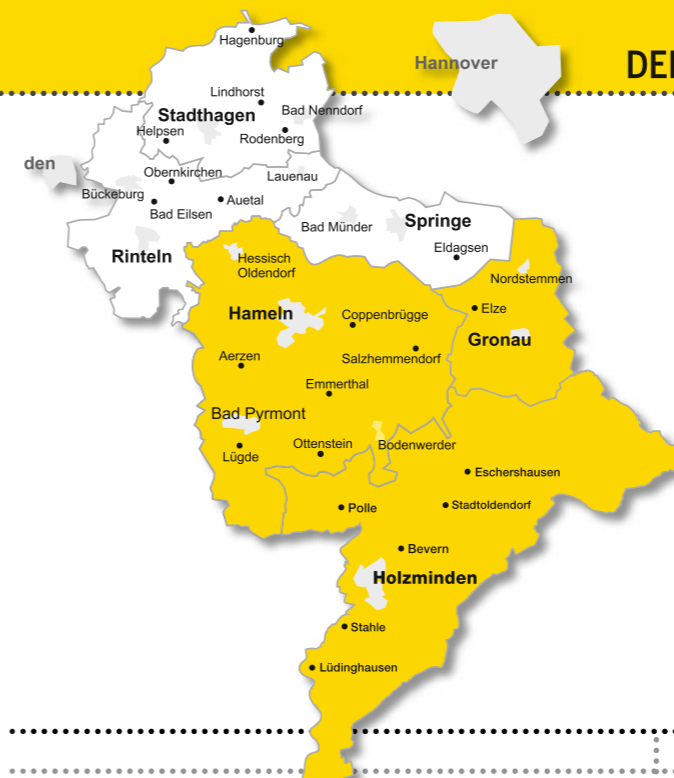 Hagenburg
Hannover
DEI
Lindhorst
Bad Nenndorf
Stadthagen
Helpsen
Rodenberg
den
Obernkirchen
Lauenau
Bückeburg
Auetal
Bad Eilsen
Bad Münder
Springe
Eldagsen
Rinteln
Hessisch
Oldendorf
Nordstemmen
Hameln
Coppenbrügge
Elze
Gronau
Aerzen
Salzhemmendorf
Emmerthal
Bad Pyrmont
Ottenstein
Bodenwerder
Lügde
Eschershausen
Polle
Stadtoldendorf
Bevern
Holzminden
Stahle
Lüdinghausen